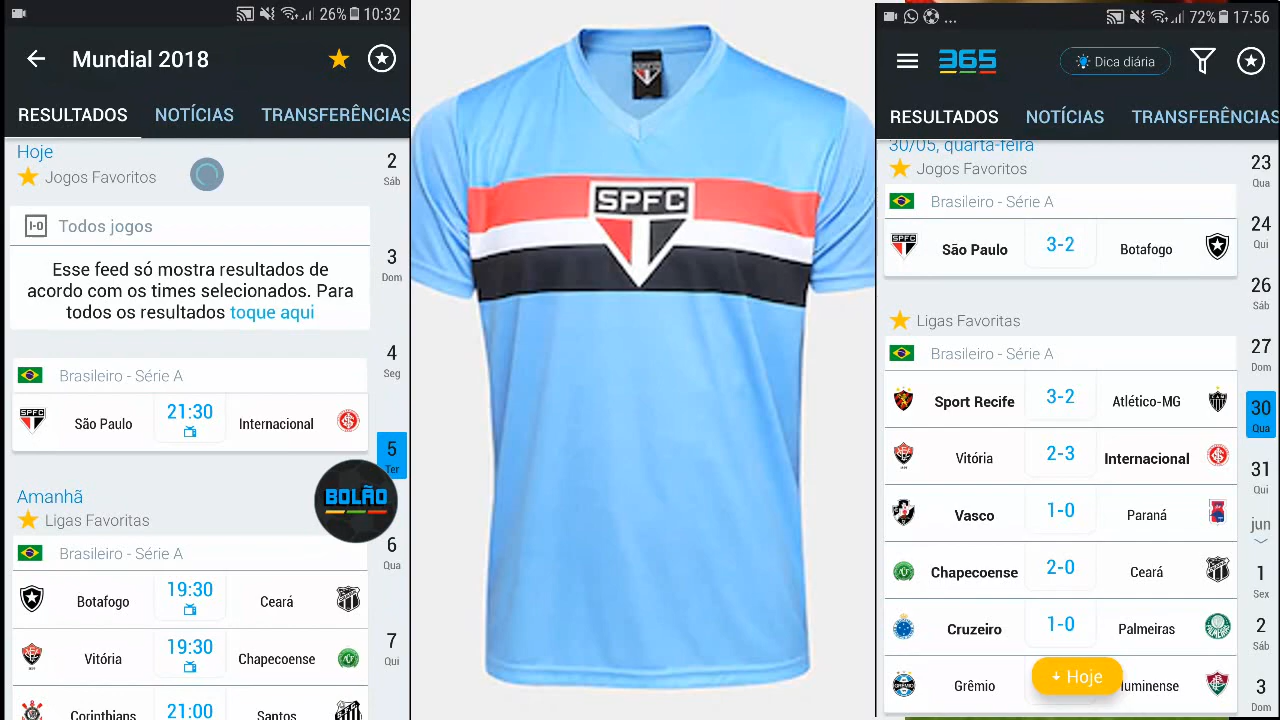 26% 10:32
Mundial 2018
RESULTADOS NOTÍCIAS TRANSFERÊNCIAS
Hoje
Jogos Favoritos
1-0 Todos jogos
Esse feed só mostra resultados de
acordo com os times selecionados. Para
todos os resultados toque aqui
Brasileiro - Série A
SPFC São Paulo 21:30 Internacional
Amanhã
Ligas Favoritas
Brasileiro - Série A
Botafogo 19:30 Ceará
Vitória 19:30 Chapecoense
Corinthians 21:00 Santos
2
Sáb
3
Dom
4
Seg
5
Ter
BOLÃO
6
Qua
7
Qui
SPFC
72% 17:56
365 Dica diária
RESULTADOS NOTÍCIAS TRANSFERÊNCIAS
30/05, quarta-feira
Jogos Favoritos
Brasileiro - Série A
SPFC São Paulo 3-2 Botafogo
Ligas Favoritas
Brasileiro - Série A
Sport Recife 3-2 Atlético-MG
Vitória 2-3 Internacional
Vasco 1-0 Paraná
Chapecoense 2-0 Ceará
Cruzeiro 1-0 Palmeiras
Grêmio Hoje luminense
23
Qua
24
Qui
26
Sáb
27
Dom
30
Qua
31
Qui
jun
1
Sex
2
Sáb
3
Dom